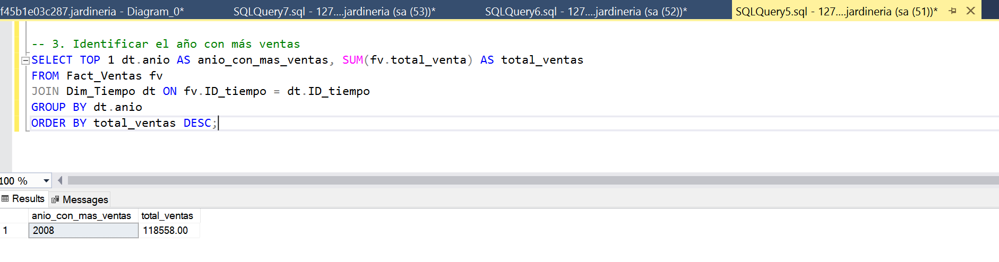 f45b1e03c287.jardineria - Diagram_0* SQLQuery7.sql - 127....jardineria (sa (53))* SQLQuery6.sql - 127....jardineria (sa (52))* SQLQuery5.sql - 127....jardineria (sa (51))*
-- 3. Identificar el año con más ventas
SELECT TOP 1 dt.anio AS anio_con_mas_ventas, SUM(fv.total_venta) AS total_ventas
FROM Fact_Ventas fv
JOIN Dim_Tiempo dt ON fv.ID_tiempo = dt.ID_tiempo
GROUP BY dt.anio
ORDER BY total_ventas DESC;
100 %
Results Messages
anio_con_mas_ventas total_ventas
1 2008 118558.00